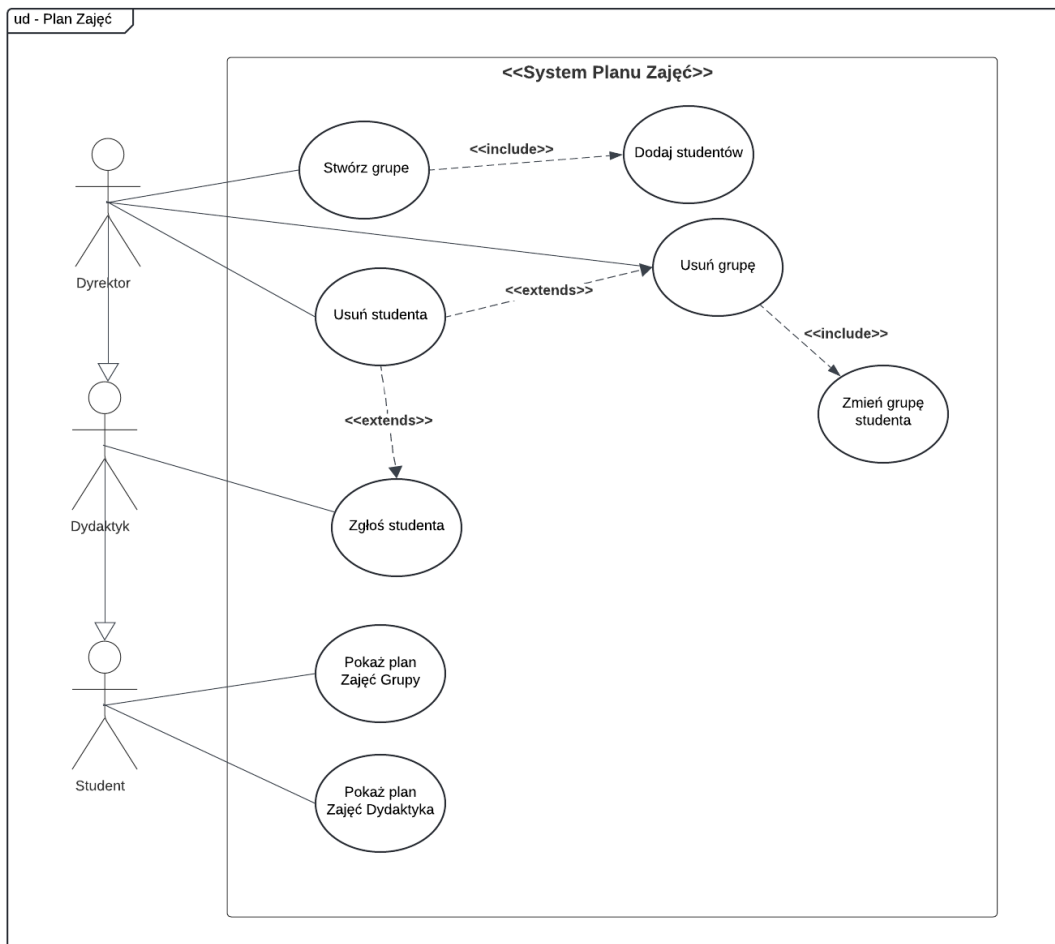 ud - Plan Zajęć
<<System Planu Zajęć>>
Stwórz grupe
<<include>>
Dodaj studentów
Dyrektor
Usuń grupę
Usuń studenta
<<extends>>
<<include>>
Zmień grupę
studenta
<<extends>>
Dydaktyk
Zgłoś studenta
Pokaż plan
Zajęć Grupy
Student
Pokaż plan
Zajęć Dydaktyka